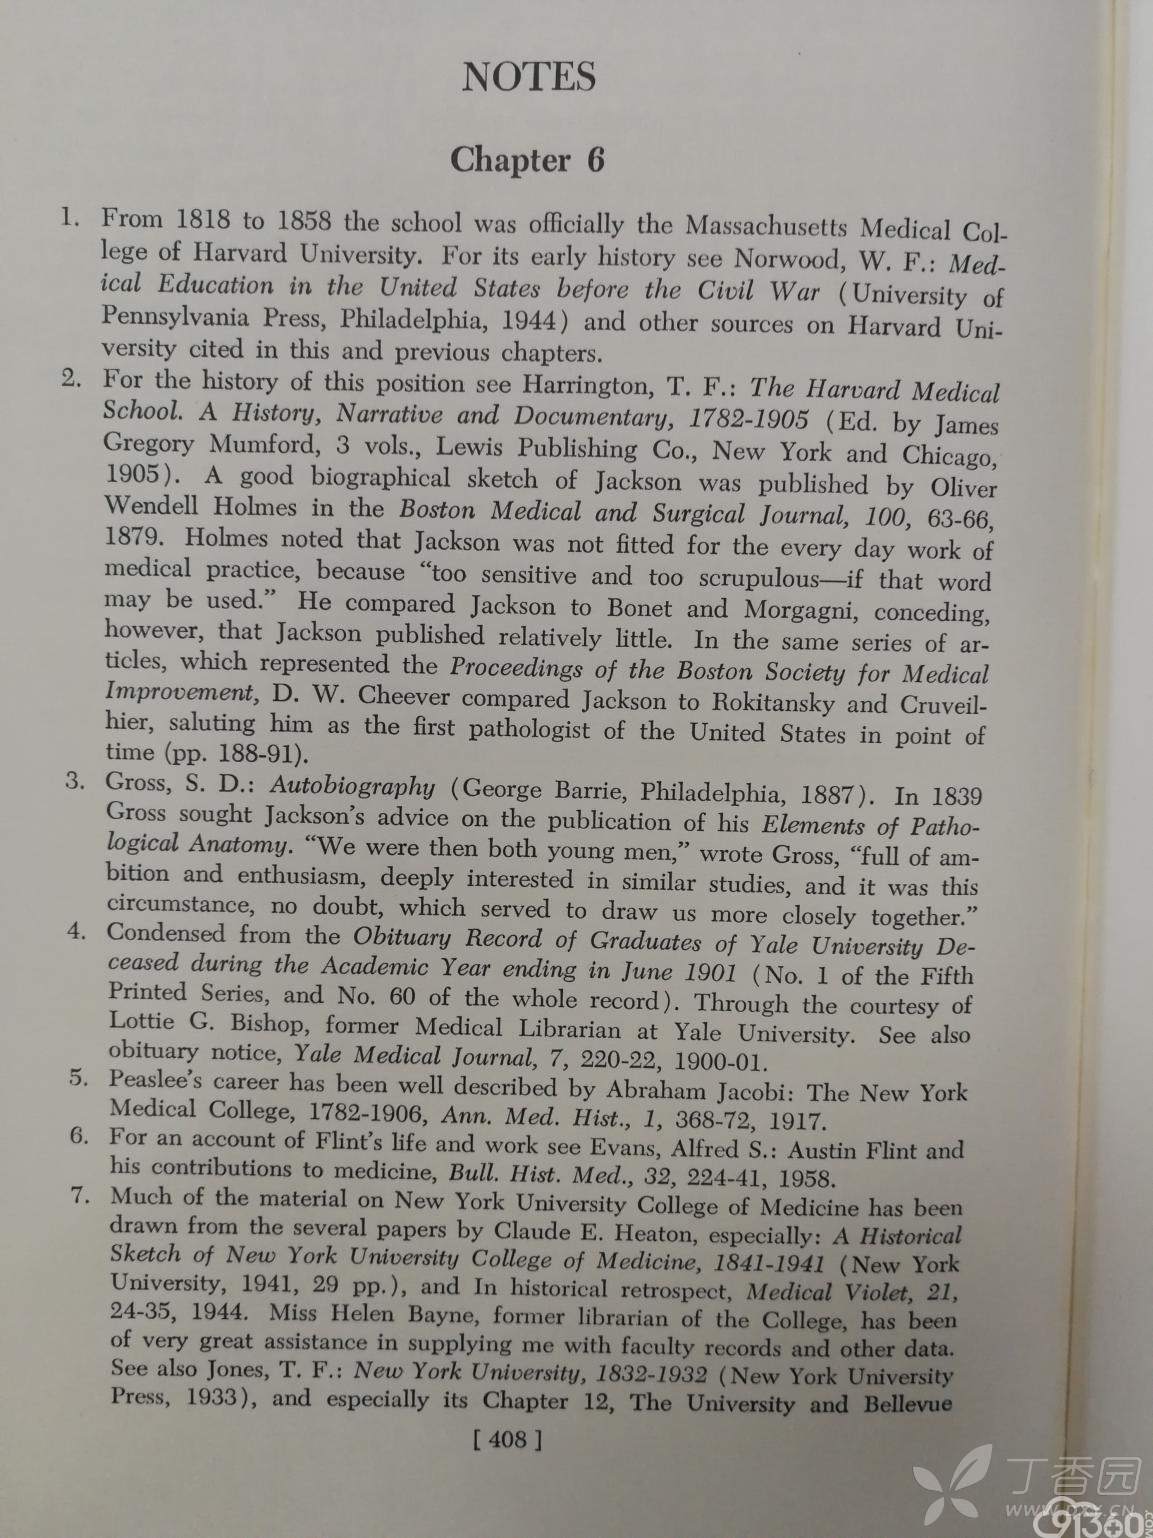 NOTES
Chapter 6
1. From 1818 to 1858 the school was officially the Massachusetts Medical Col-
lege of Harvard University. For its early history see Norwood, W. F.: Med-
ical Education in the United States before the Civil War (University of
Pennsylvania Press, Philadelphia, 1944) and other sources on Harvard Uni-
versity cited in this and previous chapters.
2. For the history of this position see Harrington, T. F.: The Harvard Medical
School. A History, Narrative and Documentary, 1782-1905 (Ed. by James
Gregory Mumford, 3 vols., Lewis Publishing Co., New York and Chicago,
1905). A good biographical sketch of Jackson was published by Oliver
Wendell Holmes in the Boston Medical and Surgical Journal, 100, 63-66,
1879. Holmes noted that Jackson was not fitted for the every day work of
medical practice, because “too sensitive and too scrupulous—if that word
may be used.” He compared Jackson to Bonet and Morgagni, conceding,
however, that Jackson published relatively little. In the same series of ar-
ticles, which represented the Proceedings of the Boston Society for Medical
Improvement, D. W. Cheever compared Jackson to Rokitansky and Cruveil-
hier, saluting him as the first pathologist of the United States in point of
time (pp. 188-91).
3. Gross, S. D.: Autobiography (George Barrie, Philadelphia, 1887). In 1839
Gross sought Jackson’s advice on the publication of his Elements of Patho-
logical Anatomy. “We were then both young men,” wrote Gross, “full of am-
bition and enthusiasm, deeply interested in similar studies, and it was this
circumstance, no doubt, which served to draw us more closely together.”
4. Condensed from the Obituary Record of Graduates of Yale University De-
ceased during the Academic Year ending in June 1901 (No. 1 of the Fifth
Printed Series, and No. 60 of the whole record). Through the courtesy of
Lottie G. Bishop, former Medical Librarian at Yale University. See also
obituary notice, Yale Medical Journal, 7, 220-22, 1900-01.
5. Peaslee’s career has been well described by Abraham Jacobi: The New York
Medical College, 1782-1906, Ann. Med. Hist., 1, 368-72, 1917.
6. For an account of Flint’s life and work see Evans, Alfred S.: Austin Flint and
his contributions to medicine, Bull. Hist. Med., 32, 224-41, 1958.
7. Much of the material on New York University College of Medicine has been
drawn from the several papers by Claude E. Heaton, especially: A Historical
Sketch of New York University College of Medicine, 1841-1941 (New York
University, 1941, 29 pp.), and In historical retrospect, Medical Violet, 21,
24-35, 1944. Miss Helen Bayne, former librarian of the College, has been
of very great assistance in supplying me with faculty records and other data.
See also Jones, T. F.: New York University, 1832-1932 (New York University
Press, 1933), and especially its Chapter 12, The University and Bellevue
[ 408 ]
丁香园
WWW.DXY.CN
91360